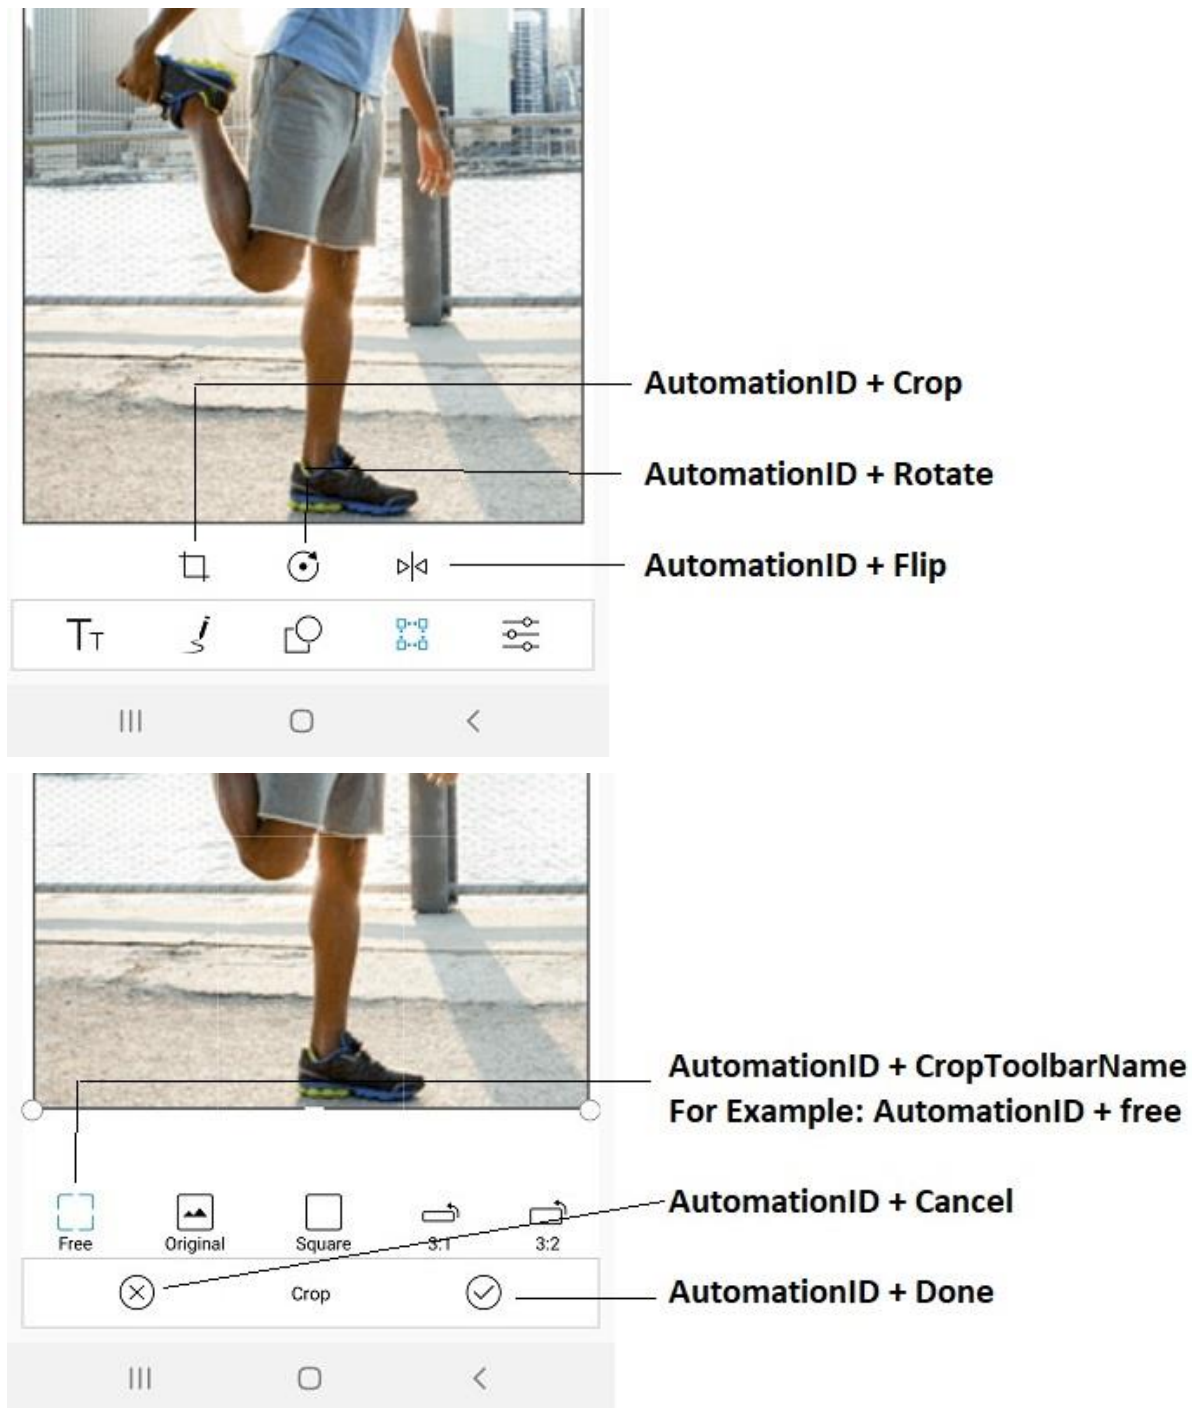 AutomationID + Crop
AutomationID + Rotate
AutomationID + Flip
TT
AutomationID + CropToolbarName
For Example: AutomationID + free
AutomationID + Cancel
Free
Original
Square
3:1
3:2
Crop
AutomationID + Done